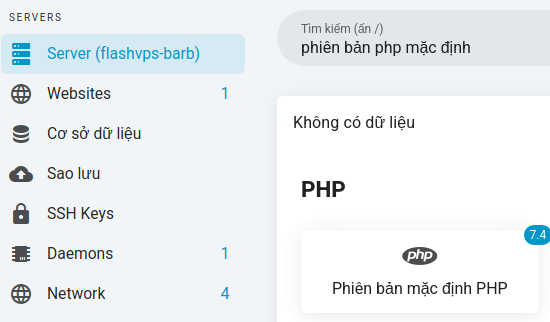 SERVERS
Server (flashvps-barb)
Websites 1
Cơ sở dữ liệu
Sao lưu
SSH Keys
Daemons 1
Network 4
Tìm kiếm (ấn /)
phiên bản php mặc định
Không có dữ liệu
PHP
7.4
php
Phiên bản mặc định PHP